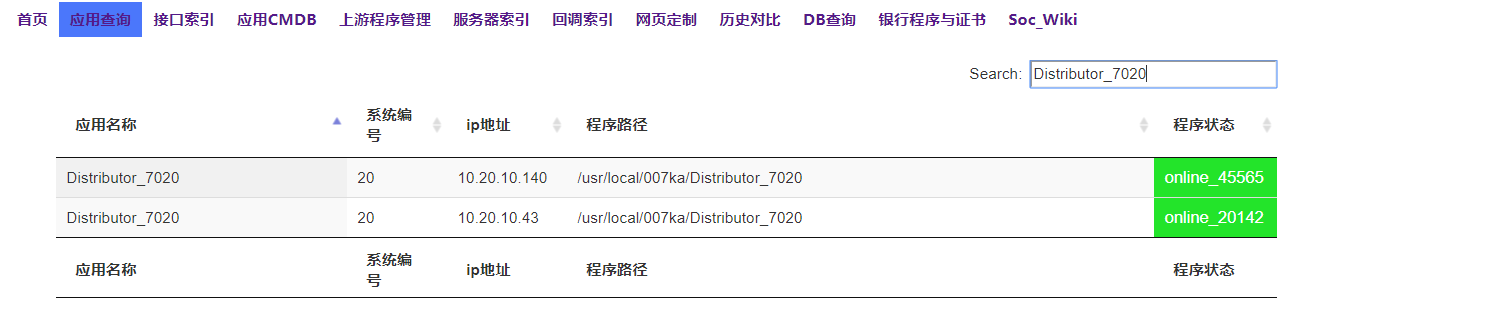 首页 应用查询 接口索引 应用CMDB 上游程序管理 服务器索引 回调索引 网页定制 历史对比 DB查询 银行程序与证书 Soc_Wiki
Search: Distributor_7020
应用名称 系统编号 ip地址 程序路径 程序状态
Distributor_7020 20 10.20.10.140 /usr/local/007ka/Distributor_7020 online_45565
Distributor_7020 20 10.20.10.43 /usr/local/007ka/Distributor_7020 online_20142
应用名称 系统编号 ip地址 程序路径 程序状态